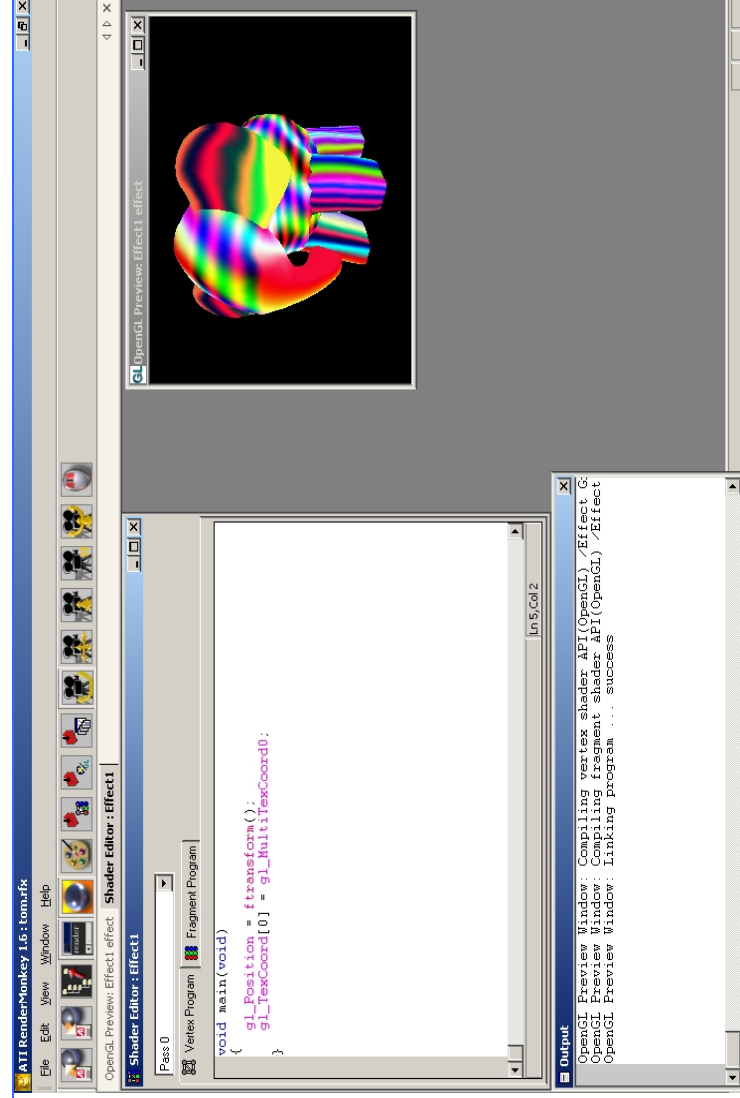 ATI RenderMonkey 1.6 : tom.rfx
File Edit View Window Help
render
OpenGL Preview: Effect1 effect Shader Editor : Effect1
Shader Editor : Effect1
Pass 0
Vertex Program Fragment Program
void main(void)
{
gl_Position = ftransform();
gl_TexCoord[0] = gl_MultiTexCoord0;
}
Ln 5,Col 2
GL OpenGL Preview: Effect1 effect
Output
OpenGL Preview Window: Compiling vertex shader API(OpenGL) /Effect G:
OpenGL Preview Window: Compiling fragment shader API(OpenGL) /Effect
OpenGL Preview Window: Linking program ... success